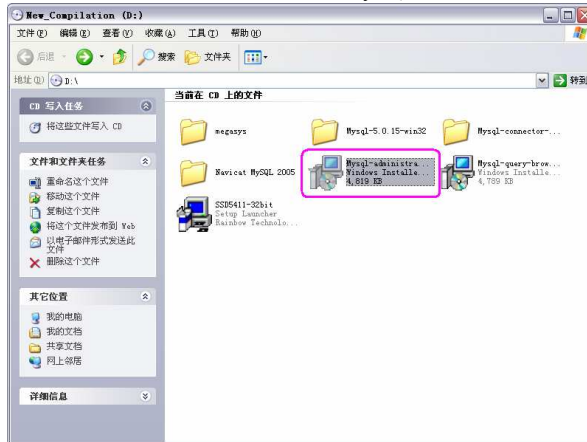 New_Compilation (D:)
文件(F) 编辑(E) 查看(V) 收藏(A) 工具(T) 帮助(H)
后退 搜索 文件夹
地址(D) D:\ 转到
CD 写入任务
将这些文件写入 CD
文件和文件夹任务
重命名这个文件
移动这个文件
复制这个文件
将这个文件发布到 Web
以电子邮件形式发送此
文件
删除这个文件
其它位置
我的电脑
我的文档
共享文档
网上邻居
详细信息
当前在 CD 上的文件
megasys
Mysql-5.0.15-win32
Mysql-connector-...
Navicat MySQL 2005
Mysql-administra...
Windows Installe...
4,819 KB
Mysql-query-brow...
Windows Installe...
4,789 KB
SSD5411-32bit
Setup Launcher
Rainbow Technolo...